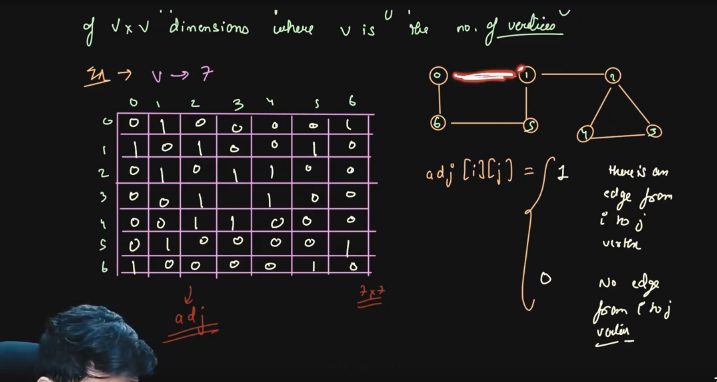 of V x V dimensions where V is the no. of vertices
Ex → V → 7
0 1 2 3 4 5 6
0 0 1 0 0 0 0 1
1 1 0 1 0 0 1 0
2 0 1 0 1 1 0 0
3 0 0 1 1 0 0
4 0 0 1 1 0 0 0
5 0 1 0 0 0 0 1
6 1 0 0 0 0 1 0
adj
7x7
0 1 2
6 5 4 3
adj[i][j] = { 1 there is an
edge from
i to j
vertex
0 No edge
from i to j
vertex